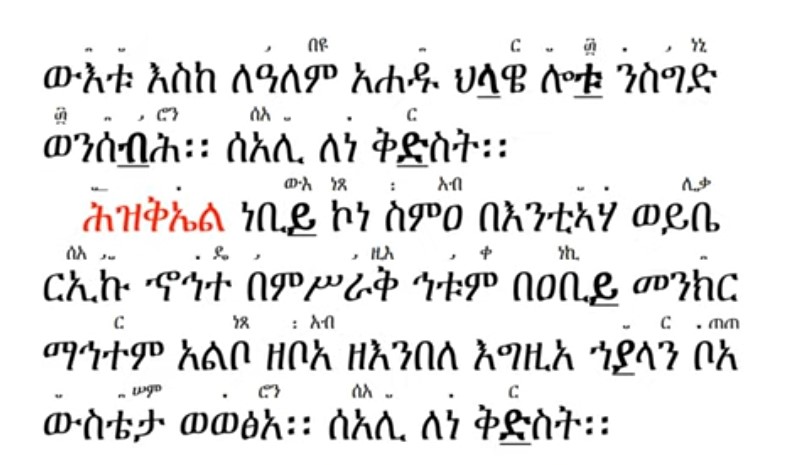 ውእቱ እስከ ለዓለም አሐዱ ህላዌ ሎቱ ንስግድ
ወንሰብሕ፡፡ ሰአሊ ለነ ቅድስት፡፡
ሕዝቅኤል ነቢይ ኮነ ስምዐ በእንቲኣሃ ወይቤ
ርኢኩ ኆኅተ በምሥራቅ ኅቱም በዐቢይ መንክር
ማኅተም አልቦ ዘቦአ ዘእንበለ እግዚአ ኀያላን ቦአ
ውስቴታ ወወፅአ፡፡ ሰአሊ ለነ ቅድስት፡፡